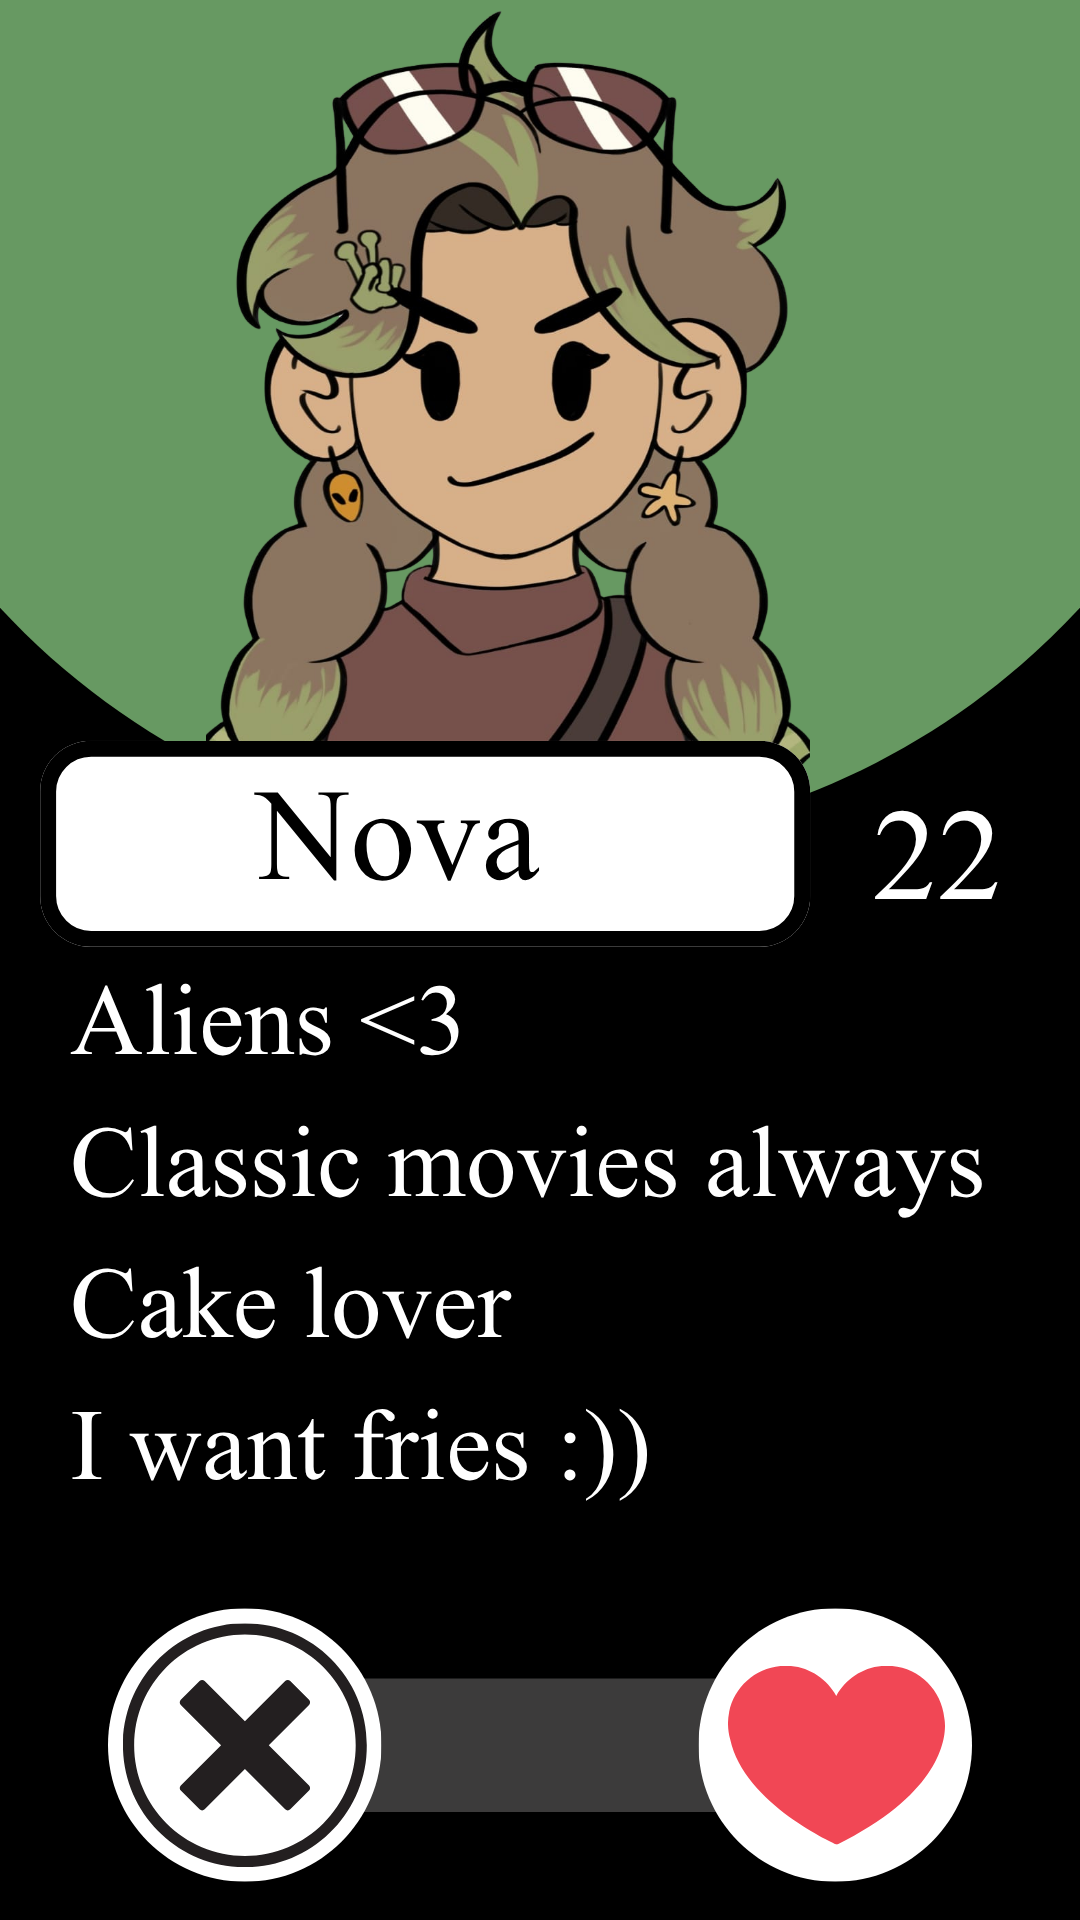 Nova
22
Aliens <3
Classic movies always
Cake lover
I want fries :))